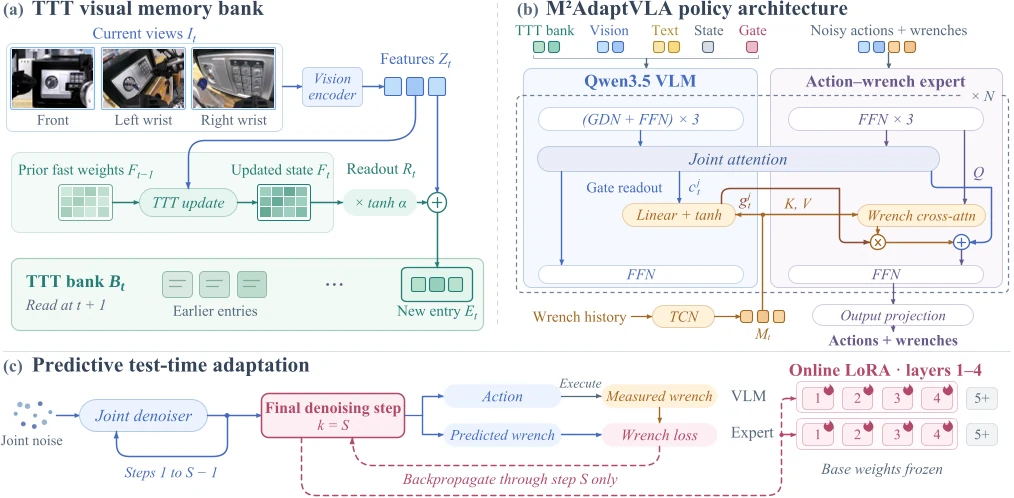 (a) TTT visual memory bank
Current views I_t
Front
Left wrist
Right wrist
Vision
encoder
Features Z_t
Prior fast weights F_{t−1}
TTT update
Updated state F_t
Readout R_t
× tanh α
+
TTT bank B_t
Read at t + 1
Earlier entries
...
New entry E_t
(b) M²AdaptVLA policy architecture
TTT bank
Vision
Text
State
Gate
Noisy actions + wrenches
Qwen3.5 VLM
Action–wrench expert
× N
(GDN + FFN) × 3
FFN × 3
Joint attention
Gate readout
c_t^j
g_t^j
K, V
Q
Linear + tanh
Wrench cross-attn
×
+
FFN
FFN
Wrench history
TCN
M_t
Output projection
Actions + wrenches
(c) Predictive test-time adaptation
Joint noise
Joint denoiser
Steps 1 to S − 1
Final denoising step
k = S
Action
Execute
Measured wrench
Predicted wrench
Wrench loss
Backpropagate through step S only
Online LoRA · layers 1–4
VLM
1
2
3
4
5+
Expert
1
2
3
4
5+
Base weights frozen